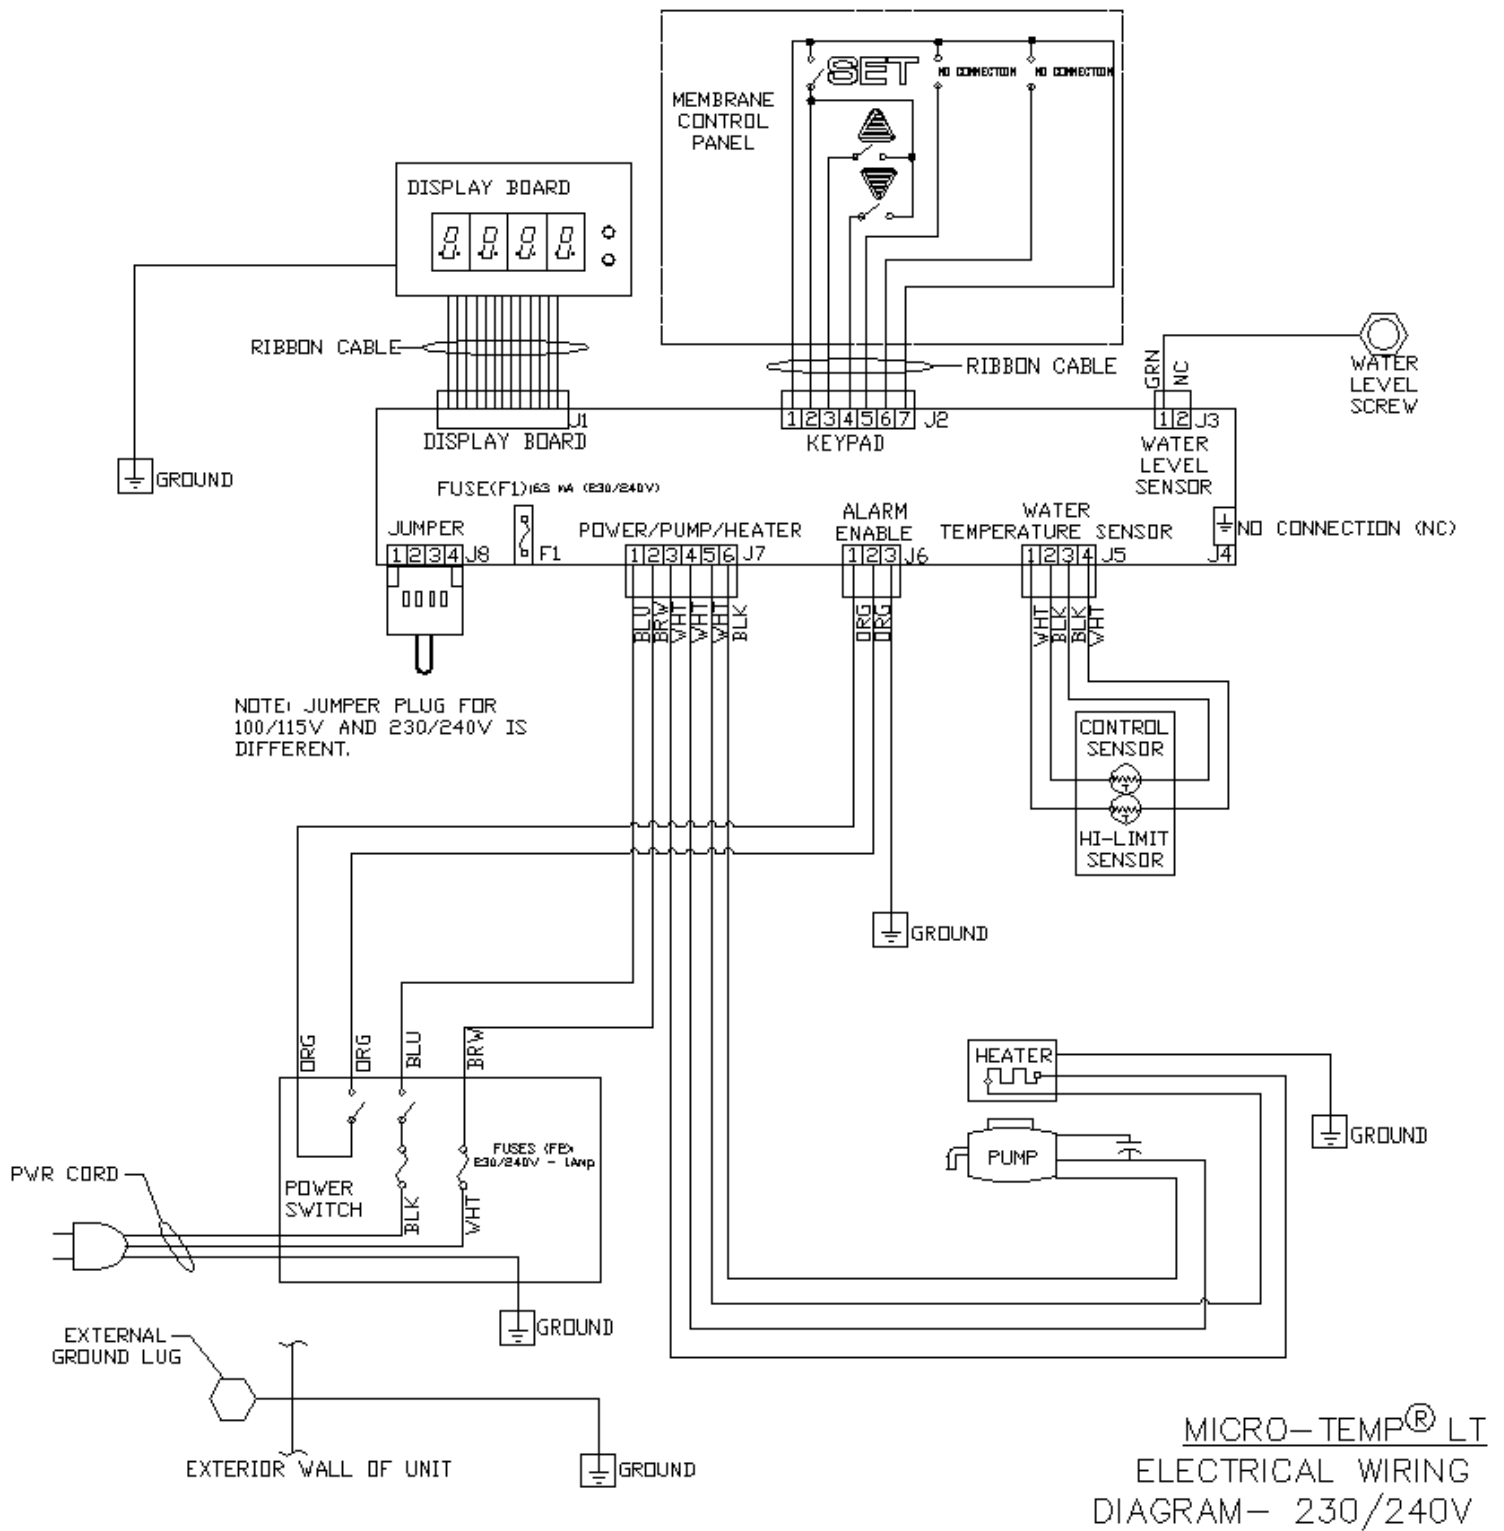 SET
NO CONNECTION
NO CONNECTION
MEMBRANE
CONTROL
PANEL
DISPLAY BOARD
8.8.8.8.
RIBBON CABLE
RIBBON CABLE
GRN
NC
WATER
LEVEL
SCREW
J1
1 2 3 4 5 6 7 J2
1 2 J3
DISPLAY BOARD
KEYPAD
WATER
LEVEL
SENSOR
GROUND
FUSE(F1)
(230/240V)
JUMPER
1 2 3 4 J8
F1
POWER/PUMP/HEATER
1 2 3 4 5 6 J7
ALARM
ENABLE
1 2 3 J6
WATER
TEMPERATURE SENSOR
1 2 3 4 J5
J4
NO CONNECTION (NC)
BLU
BRW
WHT
WHT
WHT
BLK
ORG
ORG
WHT
BLK
BLK
WHT
NOTE: JUMPER PLUG FOR
100/115V AND 230/240V IS
DIFFERENT.
CONTROL
SENSOR
T
T
HI-LIMIT
SENSOR
GROUND
ORG
ORG
BLU
BRW
HEATER
GROUND
PUMP
FUSES
230/240V - 1Amp
PWR CORD
POWER
SWITCH
BLK
WHT
GROUND
EXTERNAL
GROUND LUG
EXTERIOR WALL OF UNIT
GROUND
MICRO-TEMP® LT
ELECTRICAL WIRING
DIAGRAM- 230/240V